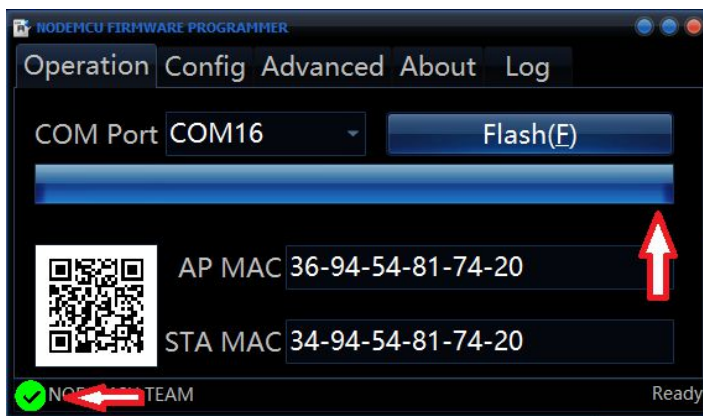 NODEMCU FIRMWARE PROGRAMMER
Operation Config Advanced About Log
COM Port COM16 Flash(F)
AP MAC 36-94-54-81-74-20
STA MAC 34-94-54-81-74-20
TEAM Ready